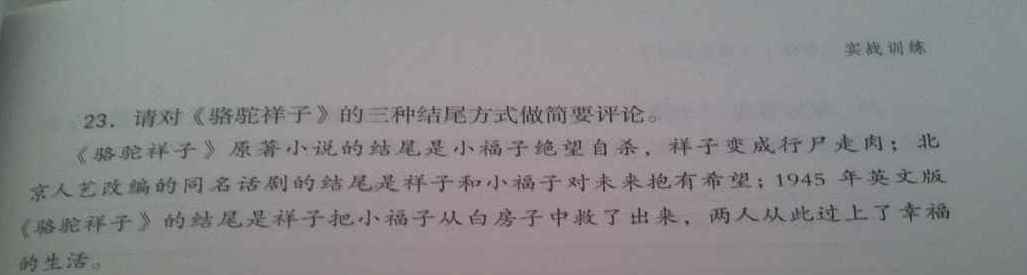 实战训练
23. 请对《骆驼祥子》的三种结尾方式做简要评论。
《骆驼祥子》原著小说的结尾是小福子绝望自杀，祥子变成行尸走肉；北
京人艺改编的同名话剧的结尾是祥子和小福子对未来抱有希望；1945 年英文版
《骆驼祥子》的结尾是祥子把小福子从白房子中救了出来，两人从此过上了幸福
的生活。